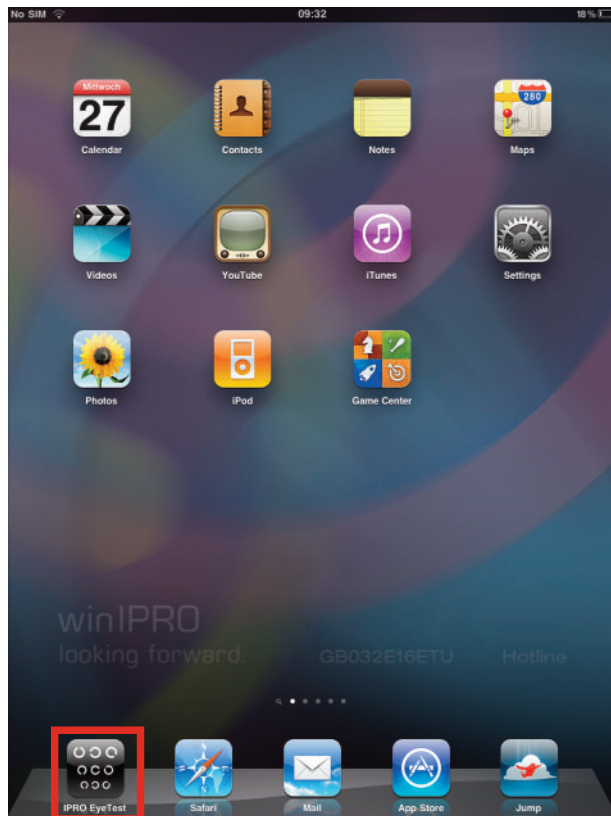 No SIM 09:32 18 %
Mittwoch
27 280
Calendar Contacts Notes Maps
Videos YouTube iTunes Settings
Photos iPod Game Center
winIPRO
looking forward. GB032E16ETU Hotline
IPRO EyeTest Safari Mail App Store Jump